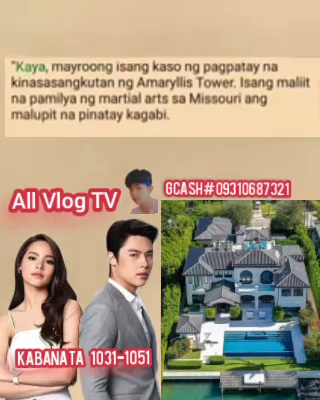 "Kaya, mayroong isang kaso ng pagpatay na
kinasasangkutan ng Amaryllis Tower. Isang maliit
na pamilya ng martial arts sa Missouri ang
malupit na pinatay kagabi.
All Vlog TV
GCASH# 09310687321
KABANATA 1031-1051